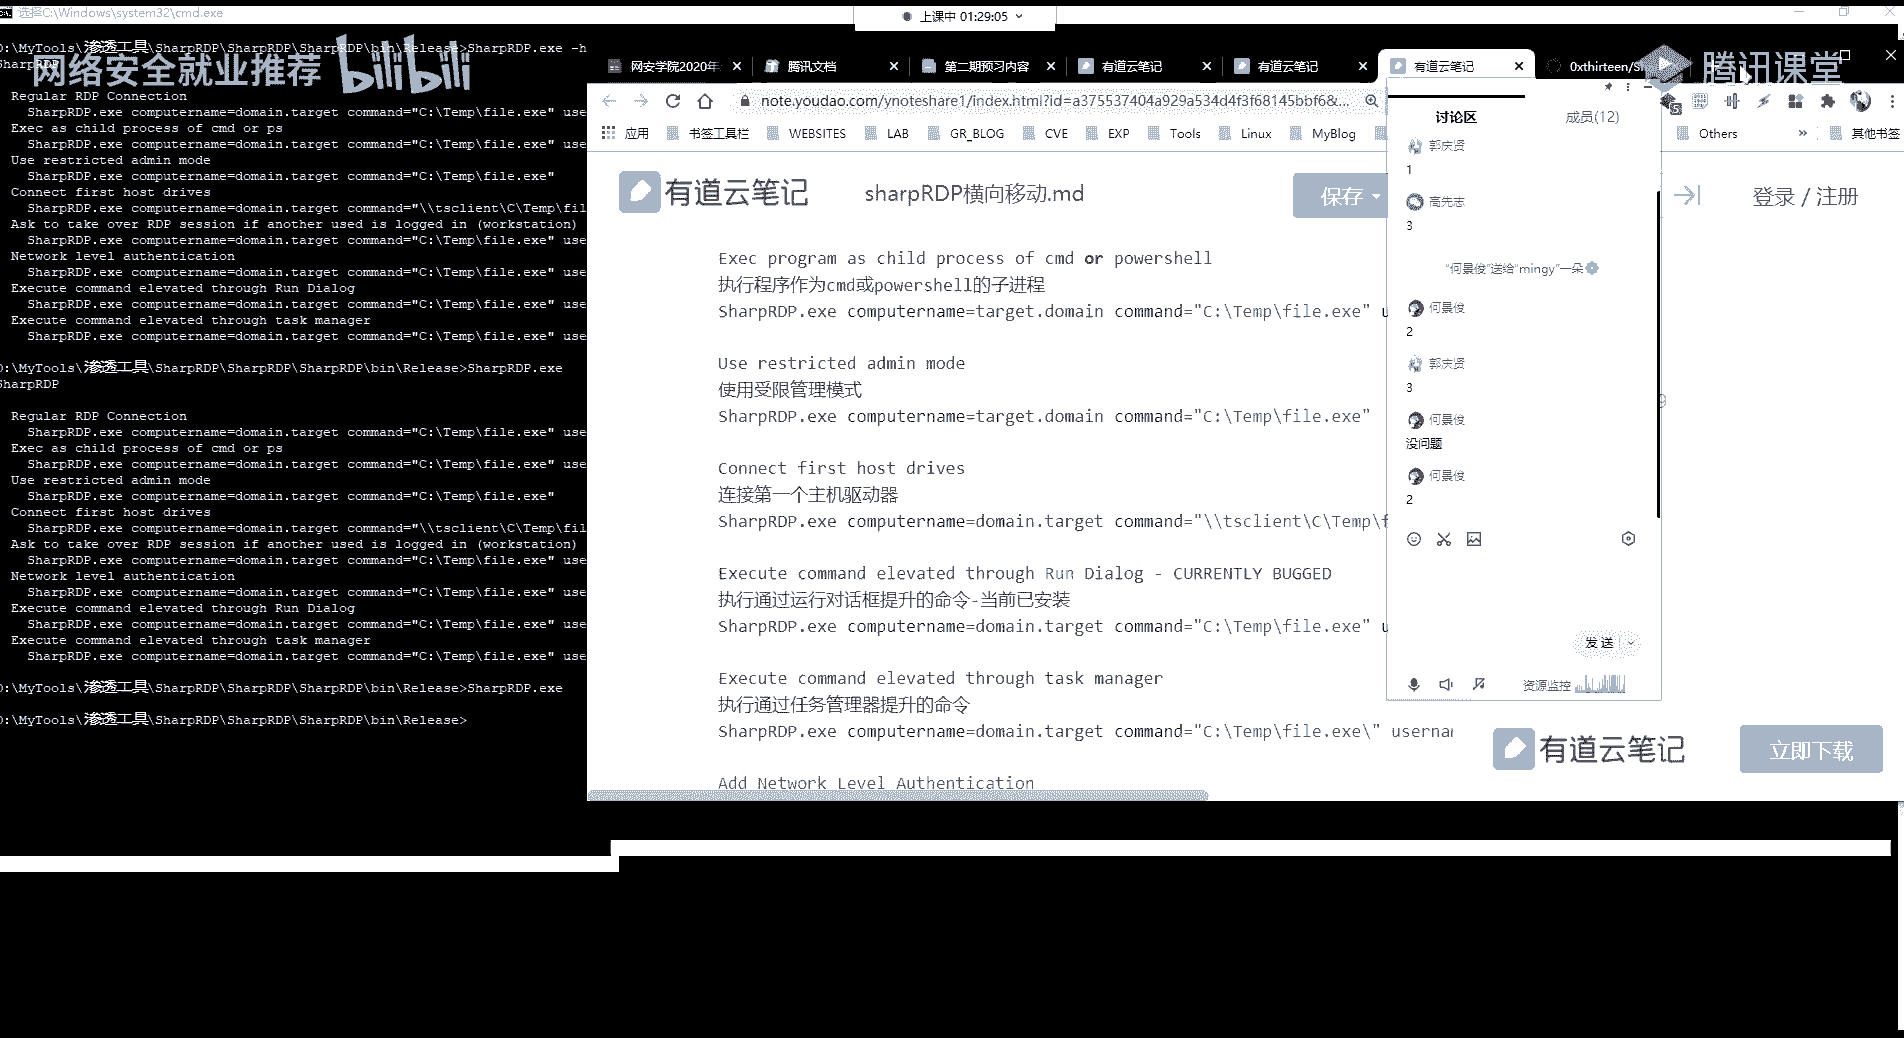 选择C:\Windows\system32\cmd.exe
上课中 01:29:05
D:\MyTools\渗透工具\SharpRDP\SharpRDP\SharpRDP\bin\Release>SharpRDP.exe -h
SharpRDP
网络安全就业推荐 bilibili
Regular RDP Connection
SharpRDP.exe computername=domain.target command="C:\Temp\file.exe" use
Exec as child process of cmd or ps
SharpRDP.exe computername=domain.target command="C:\Temp\file.exe" use
Use restricted admin mode
SharpRDP.exe computername=domain.target command="C:\Temp\file.exe"
Connect first host drives
SharpRDP.exe computername=domain.target command="\\tsclient\C\Temp\fil
Ask to take over RDP session if another used is logged in (workstation)
SharpRDP.exe computername=domain.target command="C:\Temp\file.exe" use
Network level authentication
SharpRDP.exe computername=domain.target command="C:\Temp\file.exe" use
Execute command elevated through Run Dialog
SharpRDP.exe computername=domain.target command="C:\Temp\file.exe" use
Execute command elevated through task manager
SharpRDP.exe computername=domain.target command="C:\Temp\file.exe" use
D:\MyTools\渗透工具\SharpRDP\SharpRDP\SharpRDP\bin\Release>SharpRDP.exe
SharpRDP
Regular RDP Connection
SharpRDP.exe computername=domain.target command="C:\Temp\file.exe" use
Exec as child process of cmd or ps
SharpRDP.exe computername=domain.target command="C:\Temp\file.exe" use
Use restricted admin mode
SharpRDP.exe computername=domain.target command="C:\Temp\file.exe"
Connect first host drives
SharpRDP.exe computername=domain.target command="\\tsclient\C\Temp\fil
Ask to take over RDP session if another used is logged in (workstation)
SharpRDP.exe computername=domain.target command="C:\Temp\file.exe" use
Network level authentication
SharpRDP.exe computername=domain.target command="C:\Temp\file.exe" use
Execute command elevated through Run Dialog
SharpRDP.exe computername=domain.target command="C:\Temp\file.exe" use
Execute command elevated through task manager
SharpRDP.exe computername=domain.target command="C:\Temp\file.exe" use
D:\MyTools\渗透工具\SharpRDP\SharpRDP\SharpRDP\bin\Release>SharpRDP.exe
D:\MyTools\渗透工具\SharpRDP\SharpRDP\SharpRDP\bin\Release>
网安学院2020年 腾讯文档 第二期预习内容 有道云笔记 有道云笔记 有道云笔记 0xthirteen/S
腾讯课堂
note.youdao.com/ynoteshare1/index.html?id=a375537404a929a534d4f3f68145bbf6&...
应用 书签工具栏 WEBSITES LAB GR_BLOG CVE EXP Tools Linux MyBlog Others » 其他书签
有道云笔记 sharpRDP横向移动.md 保存 登录 / 注册
Exec program as child process of cmd or powershell
执行程序作为cmd或powershell的子进程
SharpRDP.exe computername=target.domain command="C:\Temp\file.exe" u
Use restricted admin mode
使用受限管理模式
SharpRDP.exe computername=target.domain command="C:\Temp\file.exe"
Connect first host drives
连接第一个主机驱动器
SharpRDP.exe computername=domain.target command="\\tsclient\C\Temp\f
Execute command elevated through Run Dialog - CURRENTLY BUGGED
执行通过运行对话框提升的命令-当前已安装
SharpRDP.exe computername=domain.target command="C:\Temp\file.exe" u
Execute command elevated through task manager
执行通过任务管理器提升的命令
SharpRDP.exe computername=domain.target command="C:\Temp\file.exe\" usernam
Add Network Level Authentication
讨论区 成员(12)
郭庆贤
1
高先志
3
"何景俊"送给"mingy"一朵
何景俊
2
郭庆贤
3
何景俊
没问题
何景俊
2
发送
资源监控
有道云笔记 立即下载